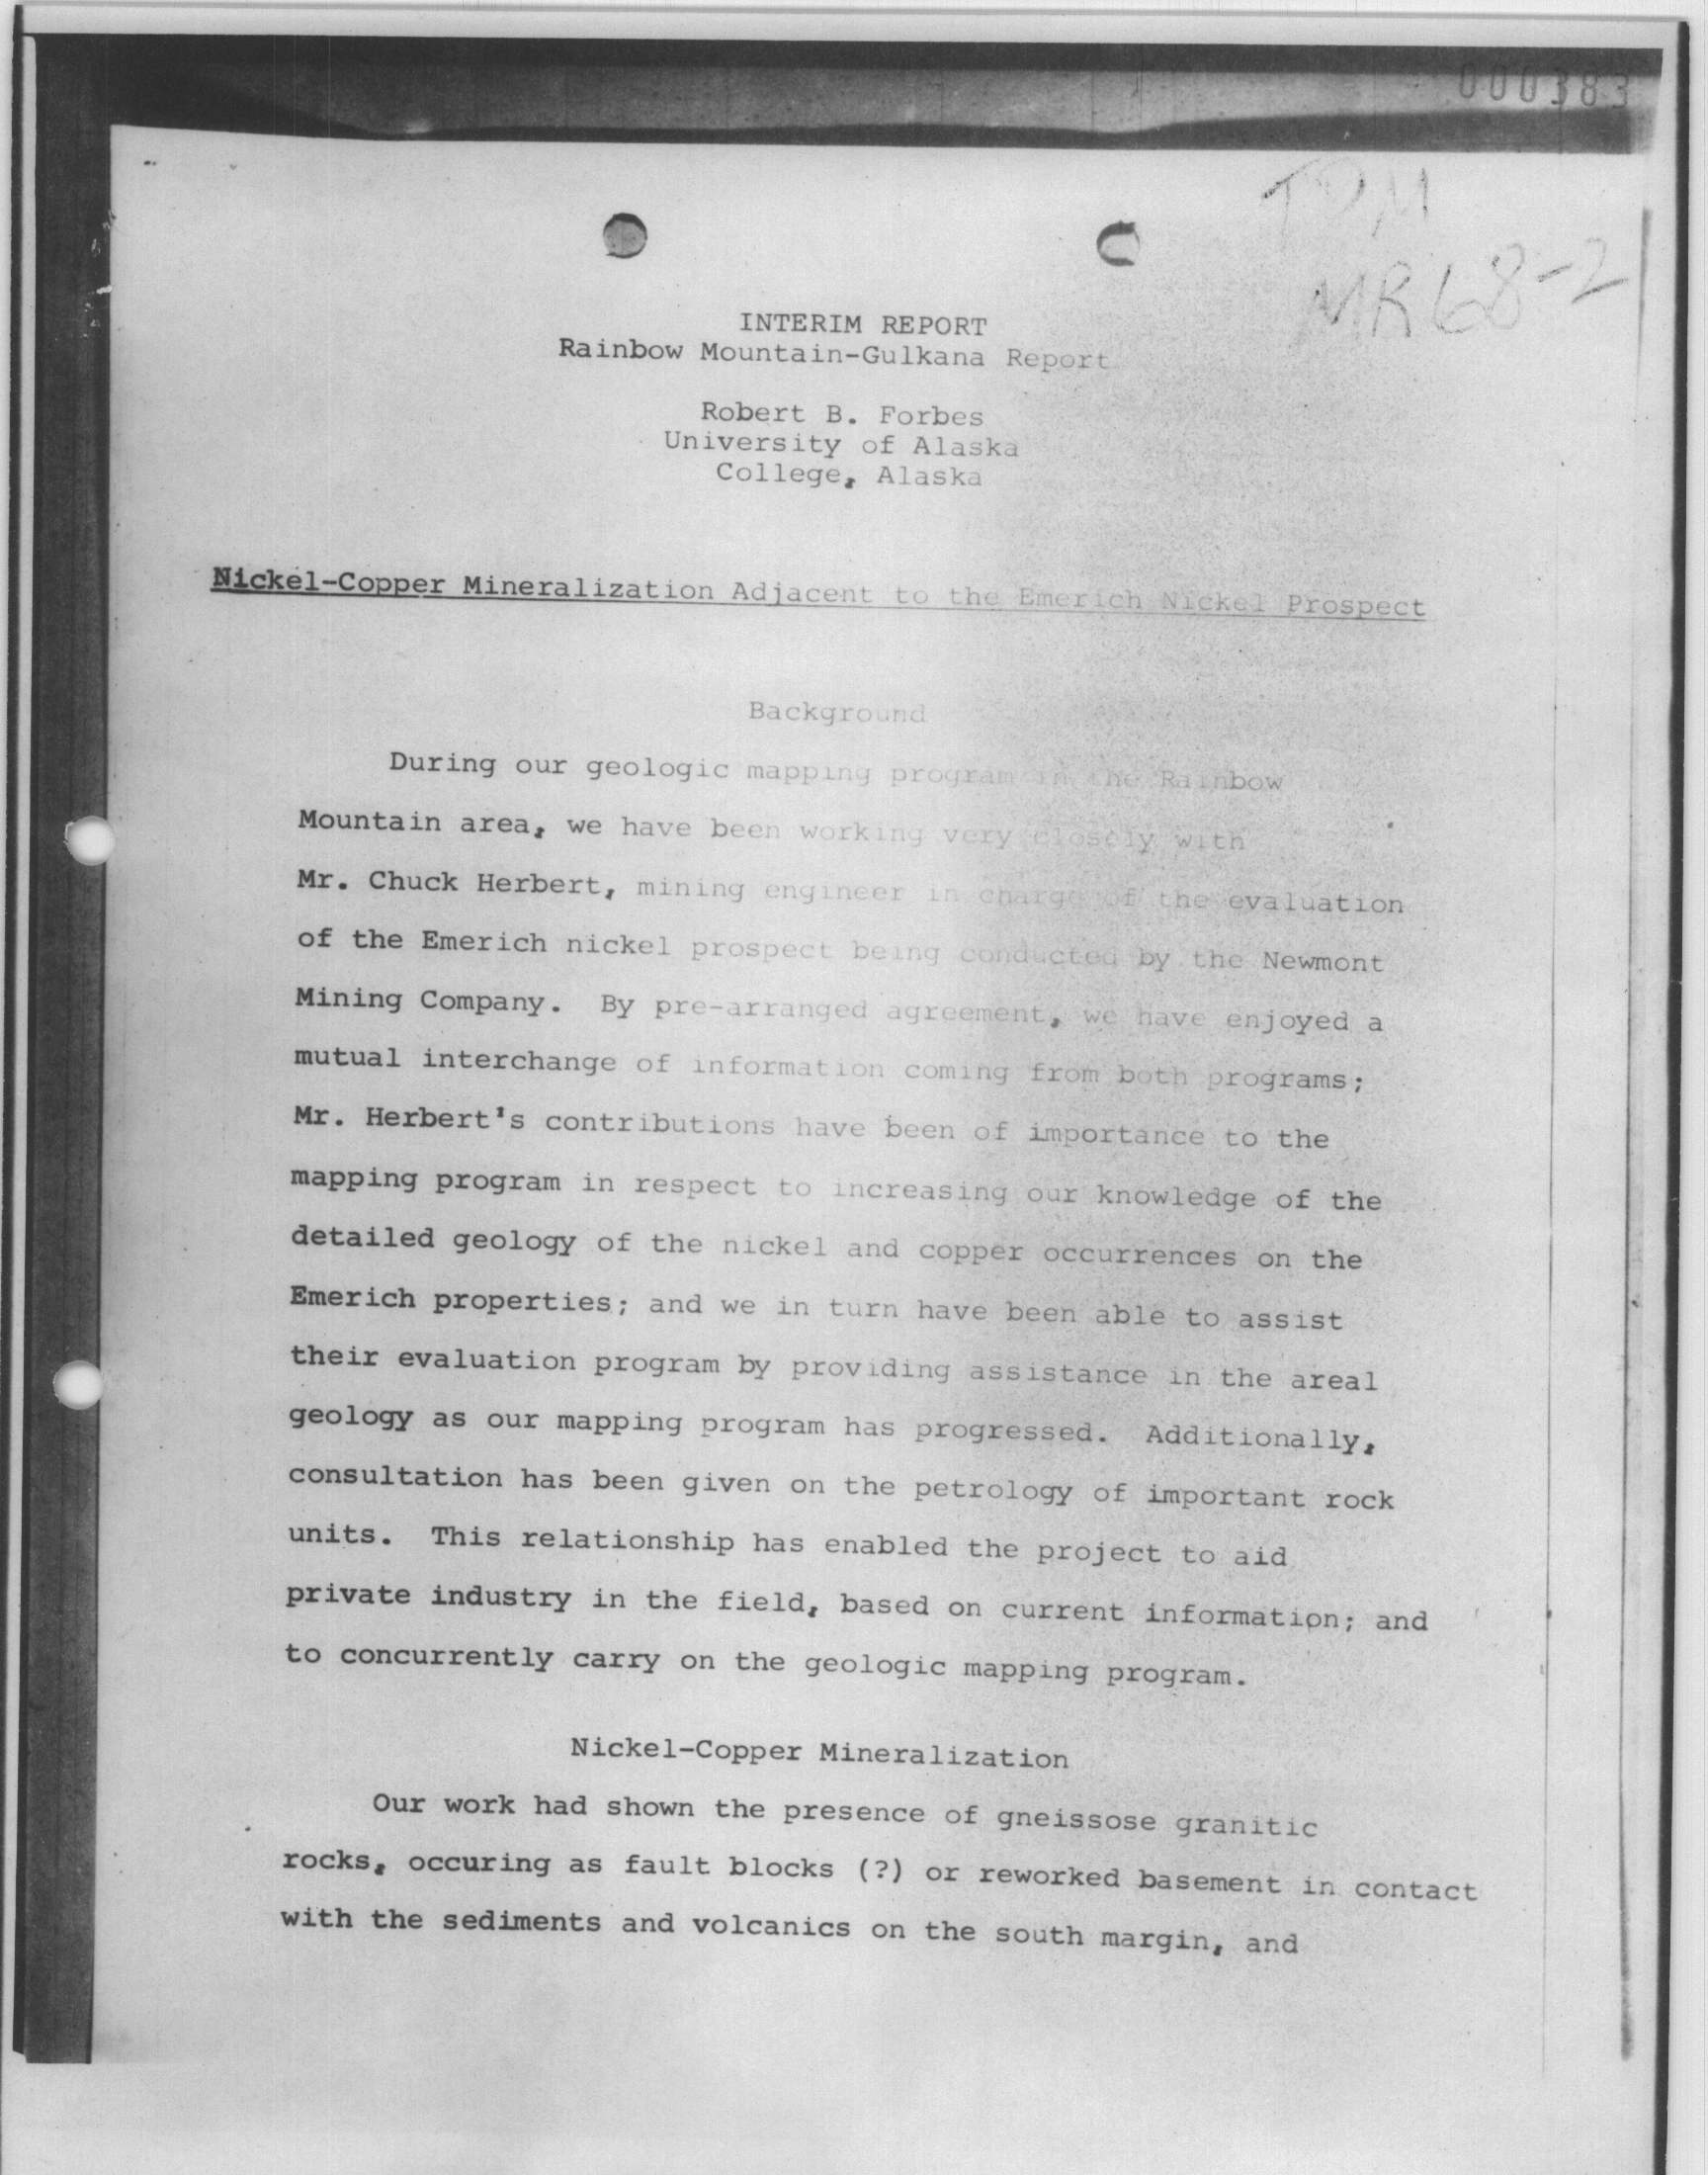 000383
MR68-2
INTERIM REPORT
Rainbow Mountain-Gulkana Report
Robert B. Forbes
University of Alaska
College, Alaska
Nickel-Copper Mineralization Adjacent to the Emerich Nickel Prospect
Background
During our geologic mapping program in the Rainbow
Mountain area, we have been working very closely with
Mr. Chuck Herbert, mining engineer in charge of the evaluation
of the Emerich nickel prospect being conducted by the Newmont
Mining Company. By pre-arranged agreement, we have enjoyed a
mutual interchange of information coming from both programs;
Mr. Herbert's contributions have been of importance to the
mapping program in respect to increasing our knowledge of the
detailed geology of the nickel and copper occurrences on the
Emerich properties; and we in turn have been able to assist
their evaluation program by providing assistance in the areal
geology as our mapping program has progressed. Additionally,
consultation has been given on the petrology of important rock
units. This relationship has enabled the project to aid
private industry in the field, based on current information; and
to concurrently carry on the geologic mapping program.
Nickel-Copper Mineralization
Our work had shown the presence of gneissose granitic
rocks, occuring as fault blocks (?) or reworked basement in contact
with the sediments and volcanics on the south margin, and